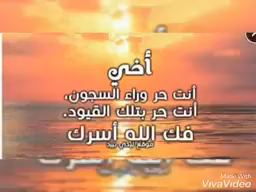 أخي
أنت حر وراء السجون،
أنت حر بتلك القيود.
فك الله أسرك
Made With
VivaVideo